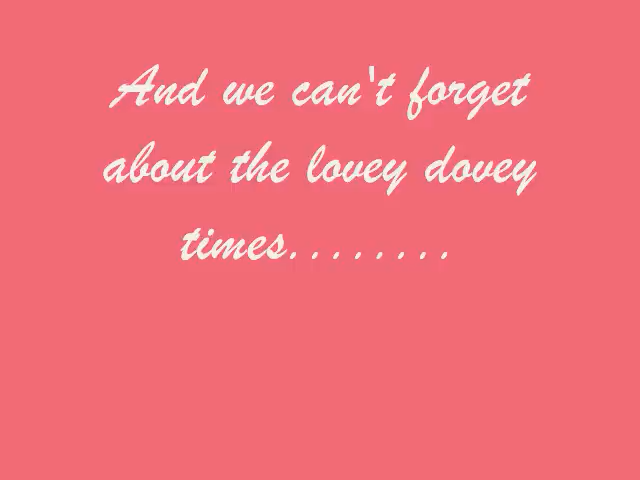 And we can't forget
about the lovey dovey
times........